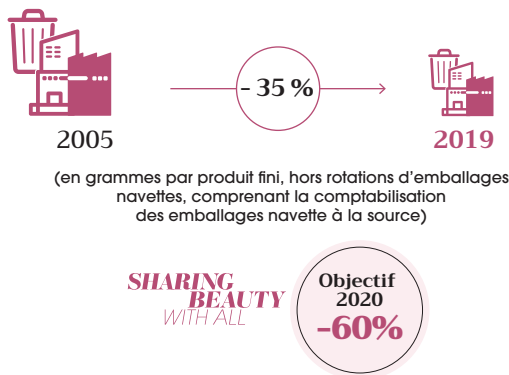 - 35 %
2005
2019
(en grammes par produit fini, hors rotations d’emballages
navettes, comprenant la comptabilisation
des emballages navette à la source)
SHARING
BEAUTY
WITH ALL
Objectif
2020
-60%